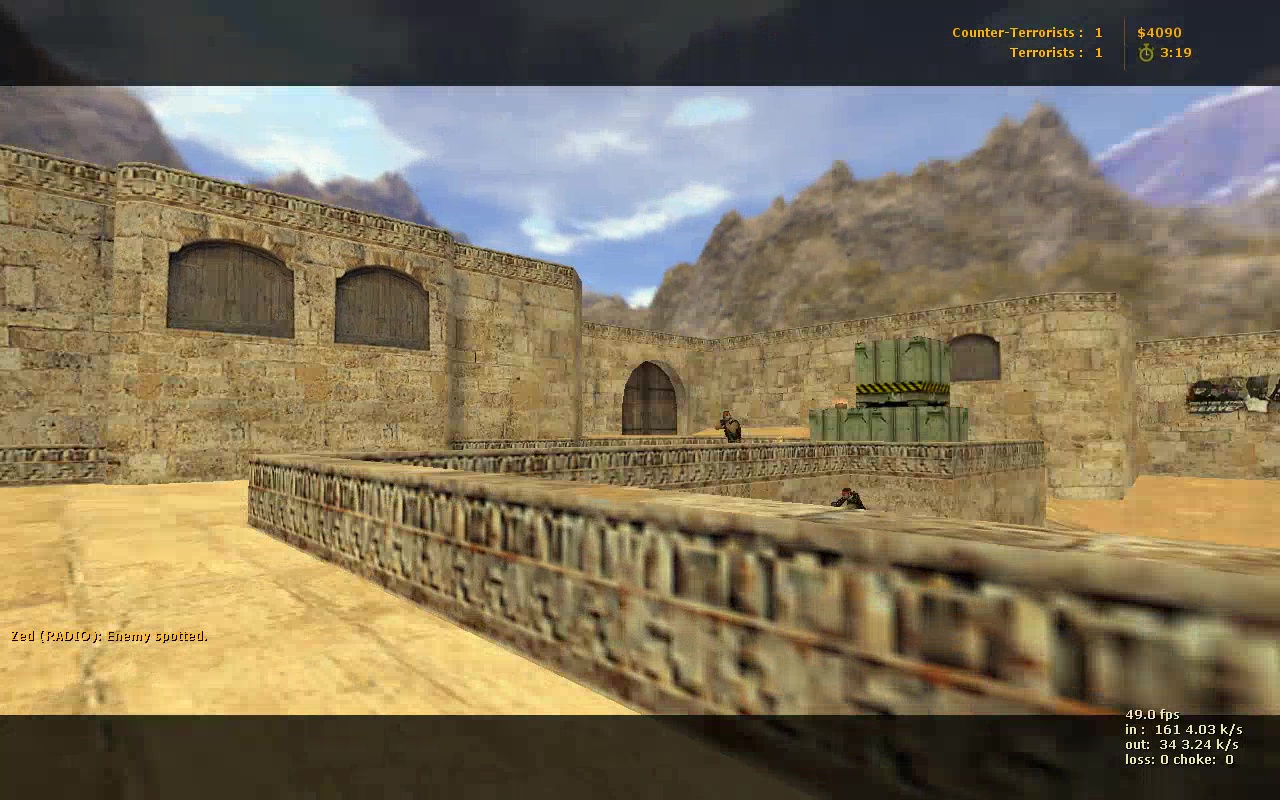 Counter-Terrorists : 1 $4090
Terrorists : 1 3:19
Zed (RADIO): Enemy spotted.
49.0 fps
in : 161 4.03 k/s
out: 34 3.24 k/s
loss: 0 choke: 0